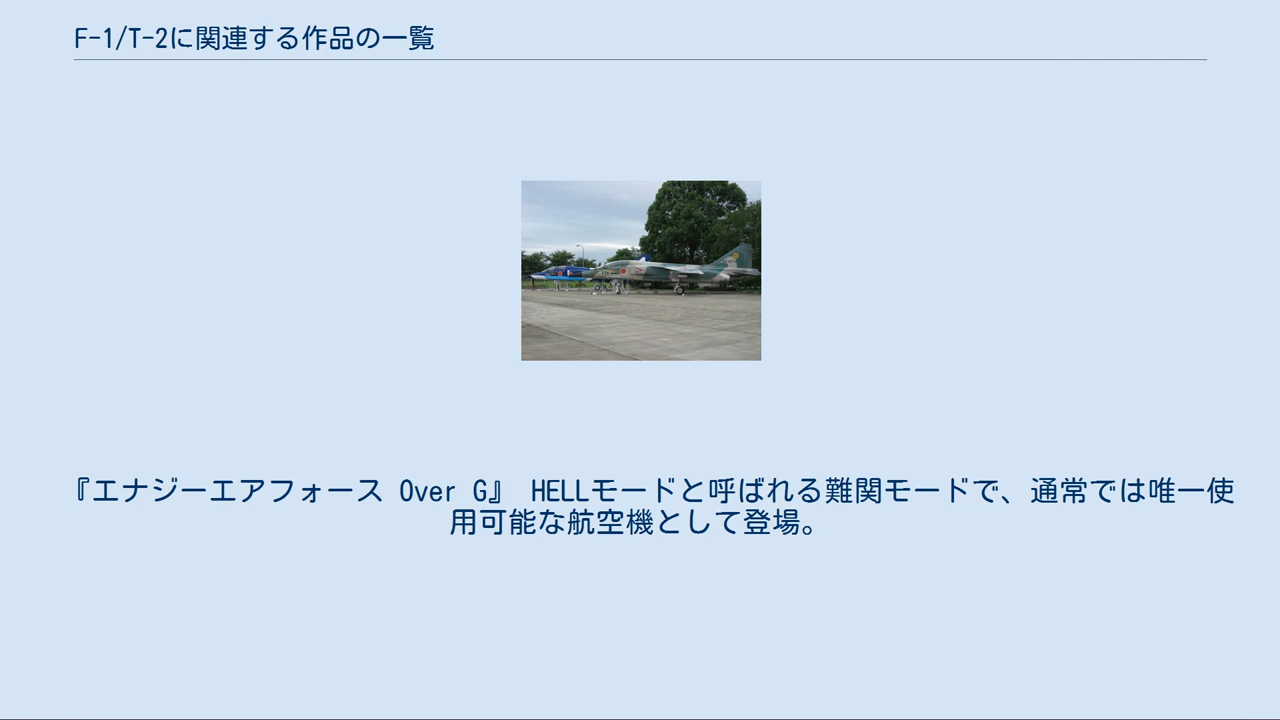 F-1/T-2に関連する作品の一覧
『エナジーエアフォース Over G』 HELLモードと呼ばれる難関モードで、通常では唯一使
用可能な航空機として登場。